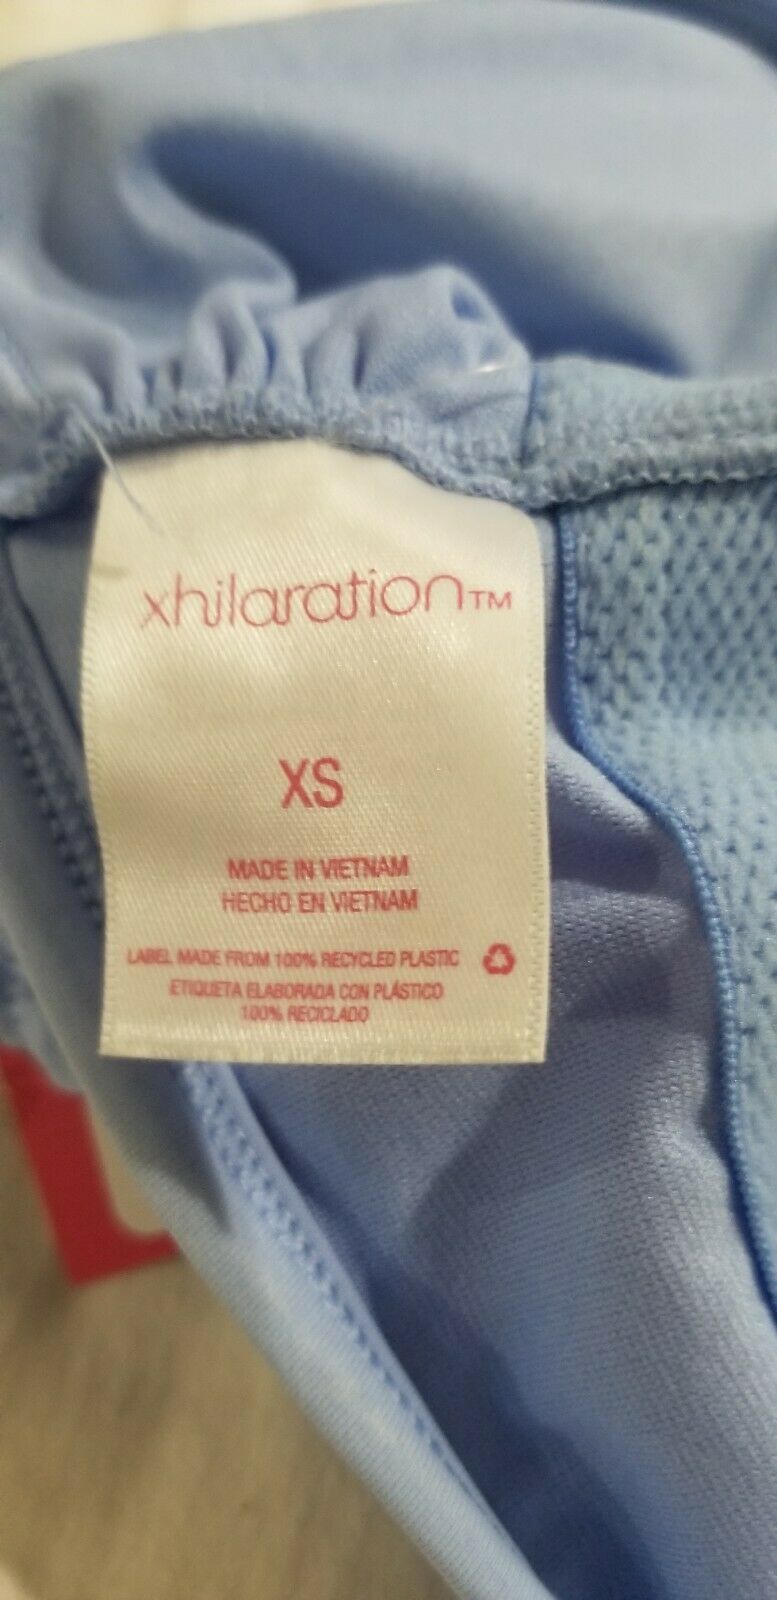 xhilaration™
XS
MADE IN VIETNAM
HECHO EN VIETNAM
LABEL MADE FROM 100% RECYCLED PLASTIC
ETIQUETA ELABORADA CON PLÁSTICO
100% RECICLADO